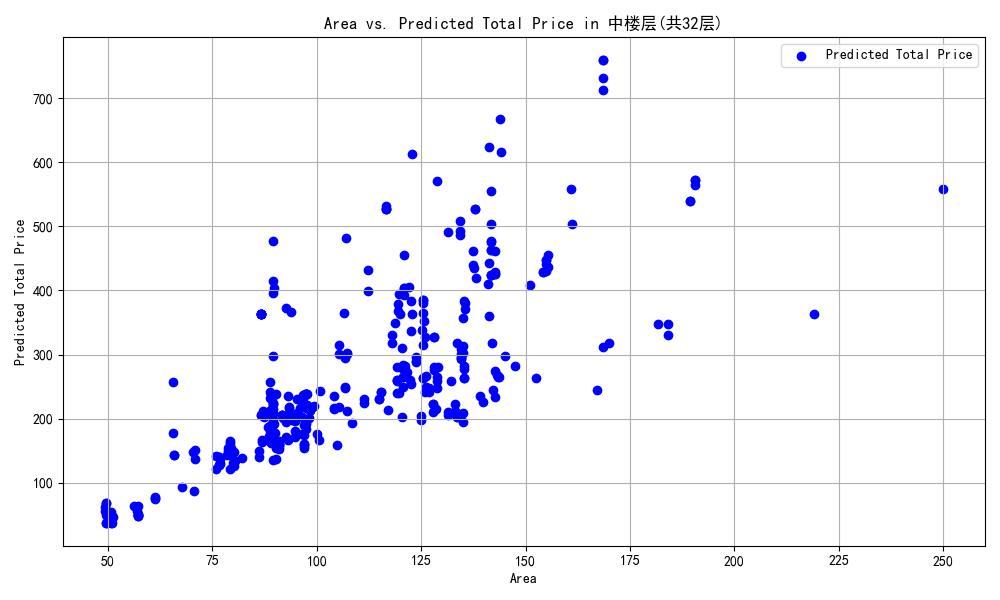 Area vs. Predicted Total Price in 中楼层(共32层)
Predicted Total Price
Predicted Total Price
700
600
500
400
300
200
100
50 75 100 125 150 175 200 225 250
Area